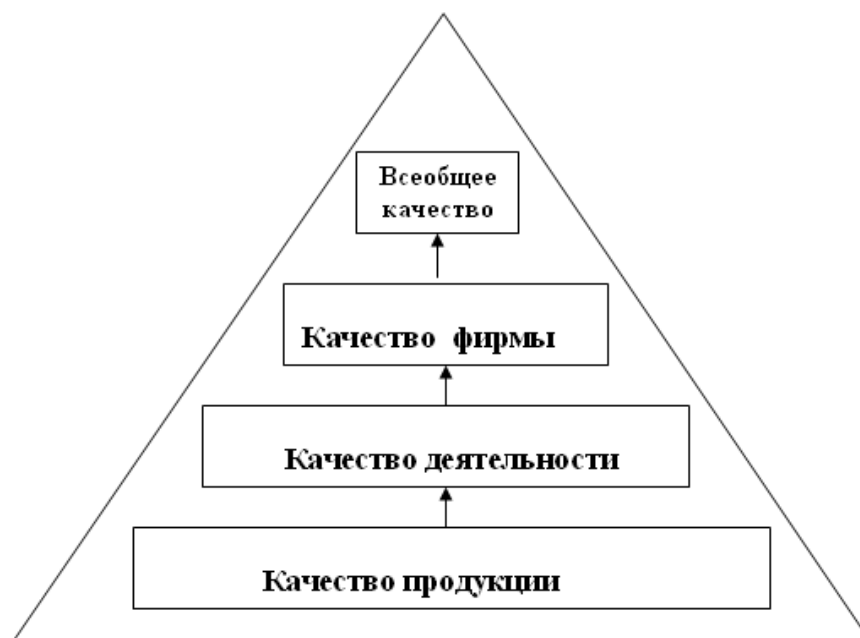 Всеобщее
качество
Качество фирмы
Качество деятельности
Качество продукции